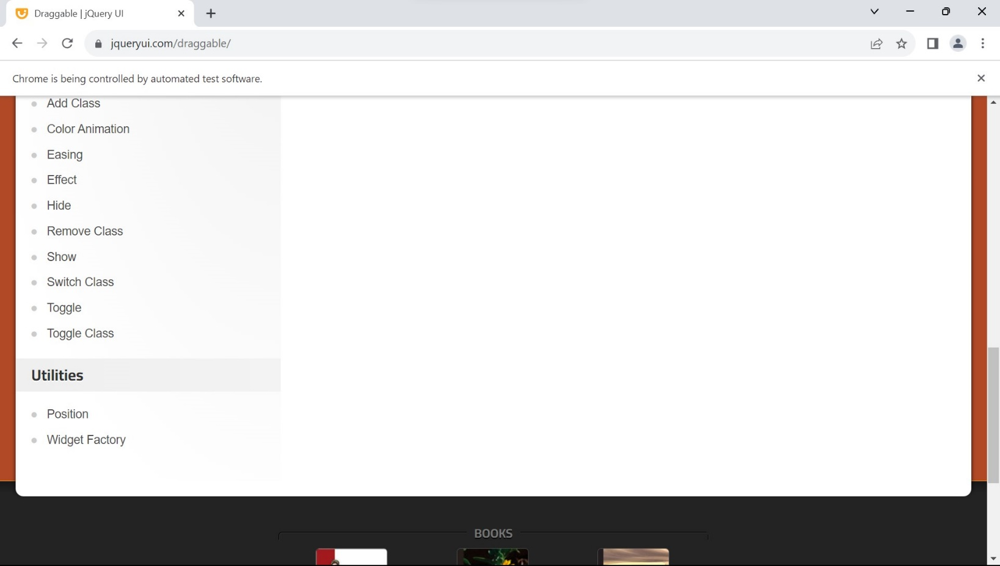 Draggable | jQuery UI
jqueryui.com/draggable/
Chrome is being controlled by automated test software.
Add Class
Color Animation
Easing
Effect
Hide
Remove Class
Show
Switch Class
Toggle
Toggle Class
Utilities
Position
Widget Factory
BOOKS